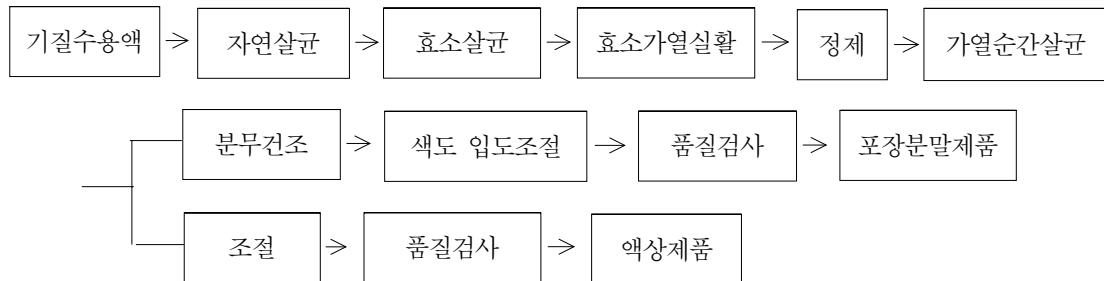 기질수용액 → 자연살균 → 효소살균 → 효소가열실활 → 정제 → 가열순간살균
분무건조 → 색도 입도조절 → 품질검사 → 포장분말제품
조절 → 품질검사 → 액상제품